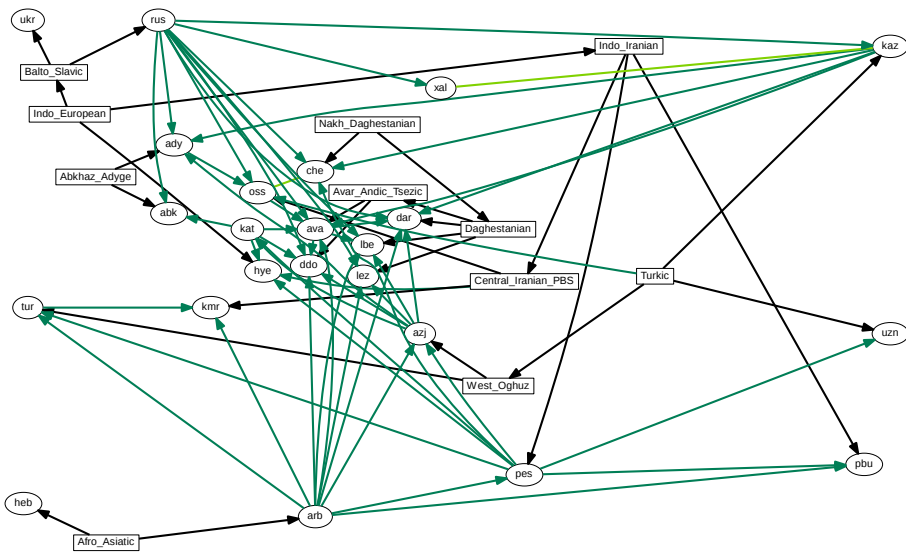 ukr
rus
Indo_Iranian
kaz
Balto_Slavic
xal
Indo_European
Nakh_Daghestanian
ady
che
Abkhaz_Adyge
oss
Avar_Andic_Tsezic
abk
dar
kat
ava
Daghestanian
lbe
hye
ddo
lez
Central_Iranian_PBS
Turkic
tur
kmr
azj
uzn
West_Oghuz
pes
pbu
heb
arb
Afro_Asiatic